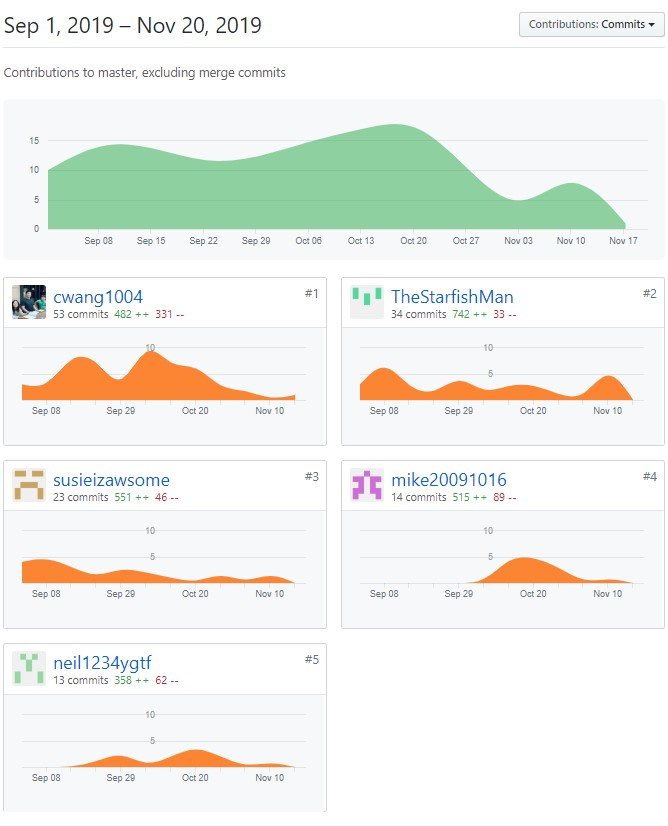 Sep 1, 2019 – Nov 20, 2019
Contributions: Commits
Contributions to master, excluding merge commits
15
10
5
0
Sep 08 Sep 15 Sep 22 Sep 29 Oct 06 Oct 13 Oct 20 Oct 27 Nov 03 Nov 10 Nov 17
cwang1004 #1
53 commits 482 ++ 331 --
10
Sep 08 Sep 29 Oct 20 Nov 10
TheStarfishMan #2
34 commits 742 ++ 33 --
10
5
Sep 08 Sep 29 Oct 20 Nov 10
susieizawsome #3
23 commits 551 ++ 46 --
10
5
Sep 08 Sep 29 Oct 20 Nov 10
mike20091016 #4
14 commits 515 ++ 89 --
10
5
Sep 08 Sep 29 Oct 20 Nov 10
neil1234ygtf #5
13 commits 358 ++ 62 --
10
5
Sep 08 Sep 29 Oct 20 Nov 10